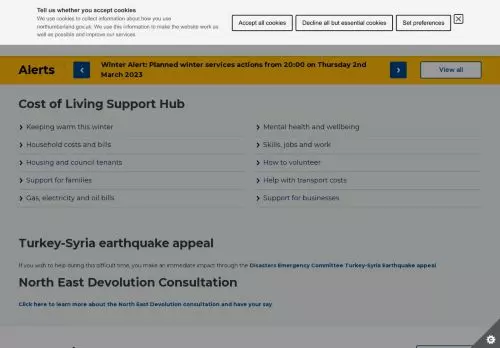 Tell us whether you accept cookies
We use cookies to collect information about how you use
northumberland.gov.uk. We use this information to make the website work as
well as possible and improve our services.
Accept all cookies
Decline all but essential cookies
Set preferences
Alerts
Winter Alert: Planned winter services actions from 20:00 on Thursday 2nd
March 2023
View all
Cost of Living Support Hub
Keeping warm this winter
Mental health and wellbeing
Household costs and bills
Skills, jobs and work
Housing and council tenants
How to volunteer
Support for families
Help with transport costs
Gas, electricity and oil bills
Support for businesses
Turkey-Syria earthquake appeal
If you wish to help during this difficult time, you make an immediate impact through the Disasters Emergency Committee Turkey-Syria Earthquake appeal
North East Devolution Consultation
Click here to learn more about the North East Devolution consultation and have your say